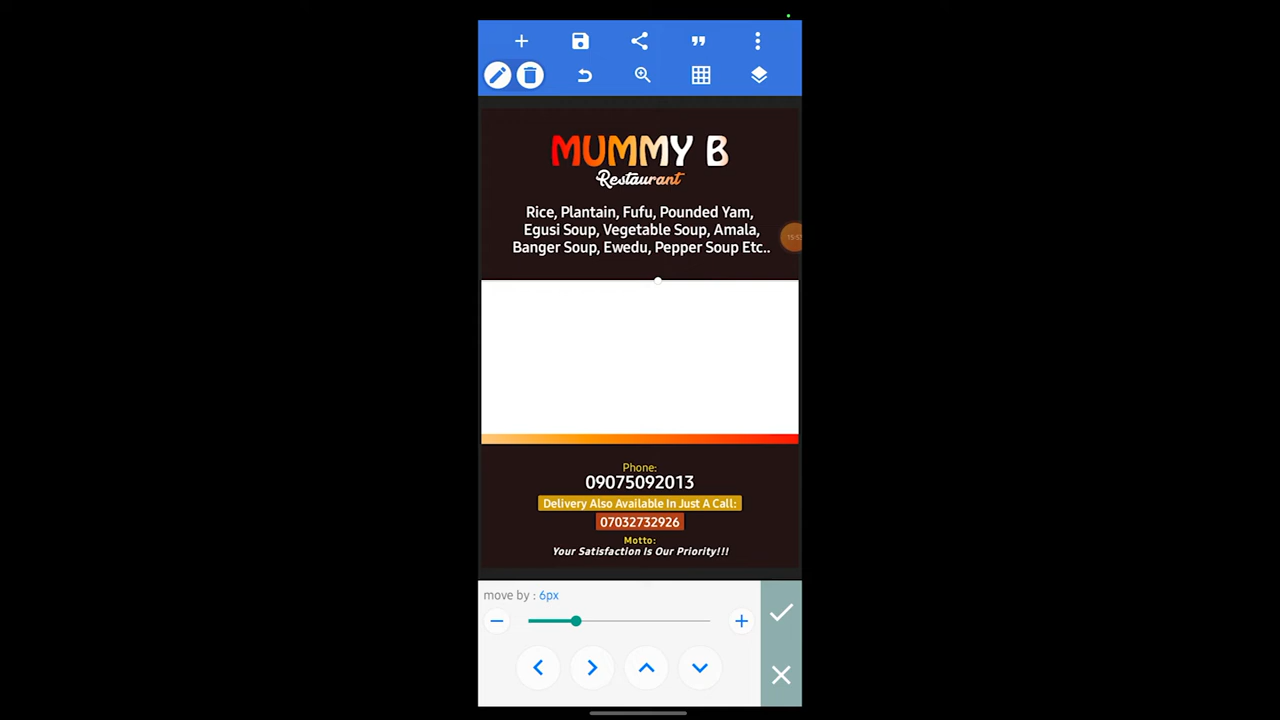 MUMMY B
Restaurant
Rice, Plantain, Fufu, Pounded Yam,
Egusi Soup, Vegetable Soup, Amala,
Banger Soup, Ewedu, Pepper Soup Etc..
Phone:
09075092013
Delivery Also Available In Just A Call:
07032732926
Motto:
Your Satisfaction Is Our Priority!!!
move by : 6px